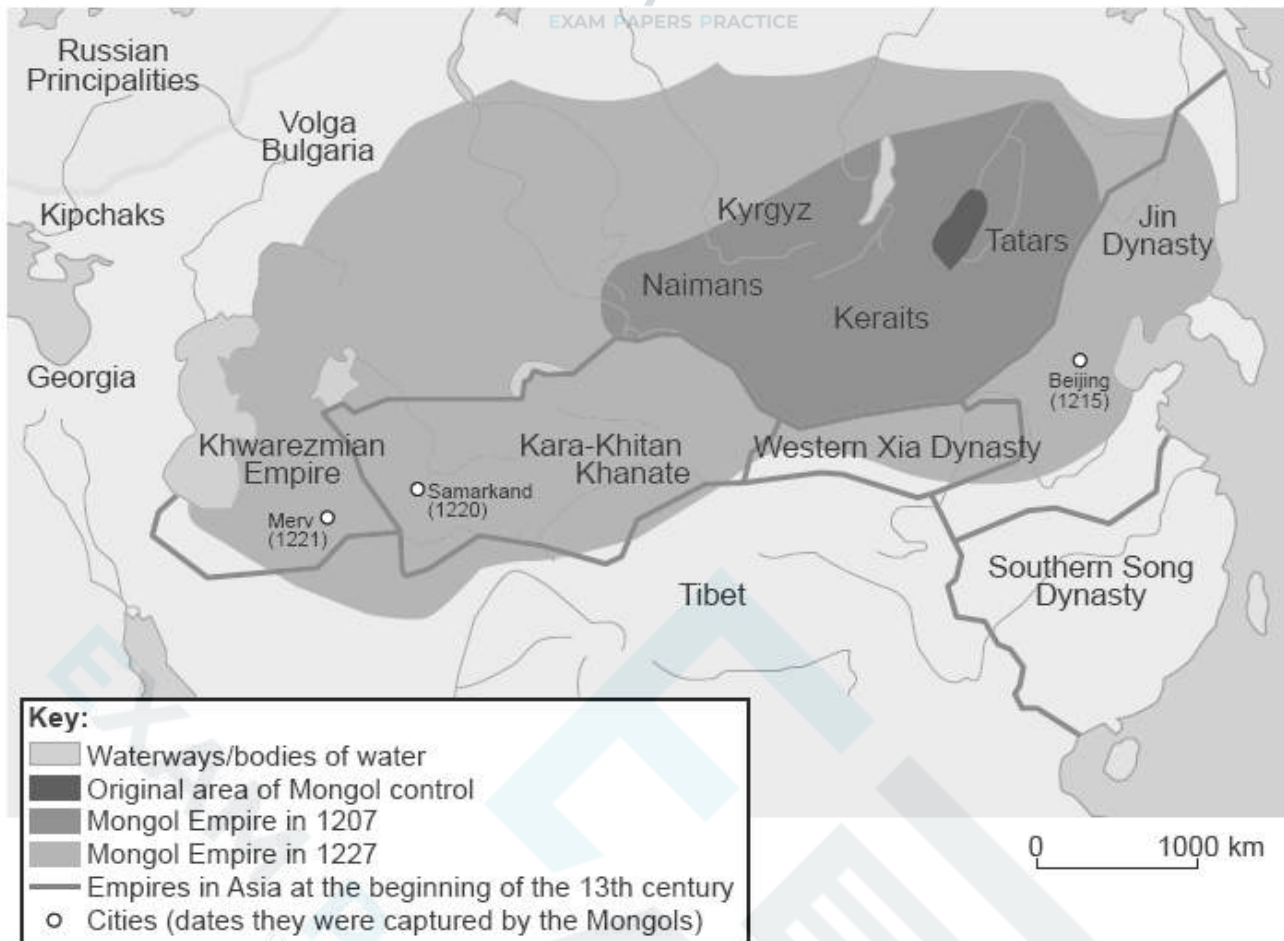 EXAM PAPERS PRACTICE
Russian
Principalities
Volga
Bulgaria
Kipchaks
Georgia
Kyrgyz
Naimans
Tatars
Keraits
Jin
Dynasty
Beijing
(1215)
Khwarezmian
Empire
Kara-Khitan
Khanate
Western Xia Dynasty
Samarkand
(1220)
Merv
(1221)
Tibet
Southern Song
Dynasty
Key:
Waterways/bodies of water
Original area of Mongol control
Mongol Empire in 1207
Mongol Empire in 1227
Empires in Asia at the beginning of the 13th century
Cities (dates they were captured by the Mongols)
0 1000 km